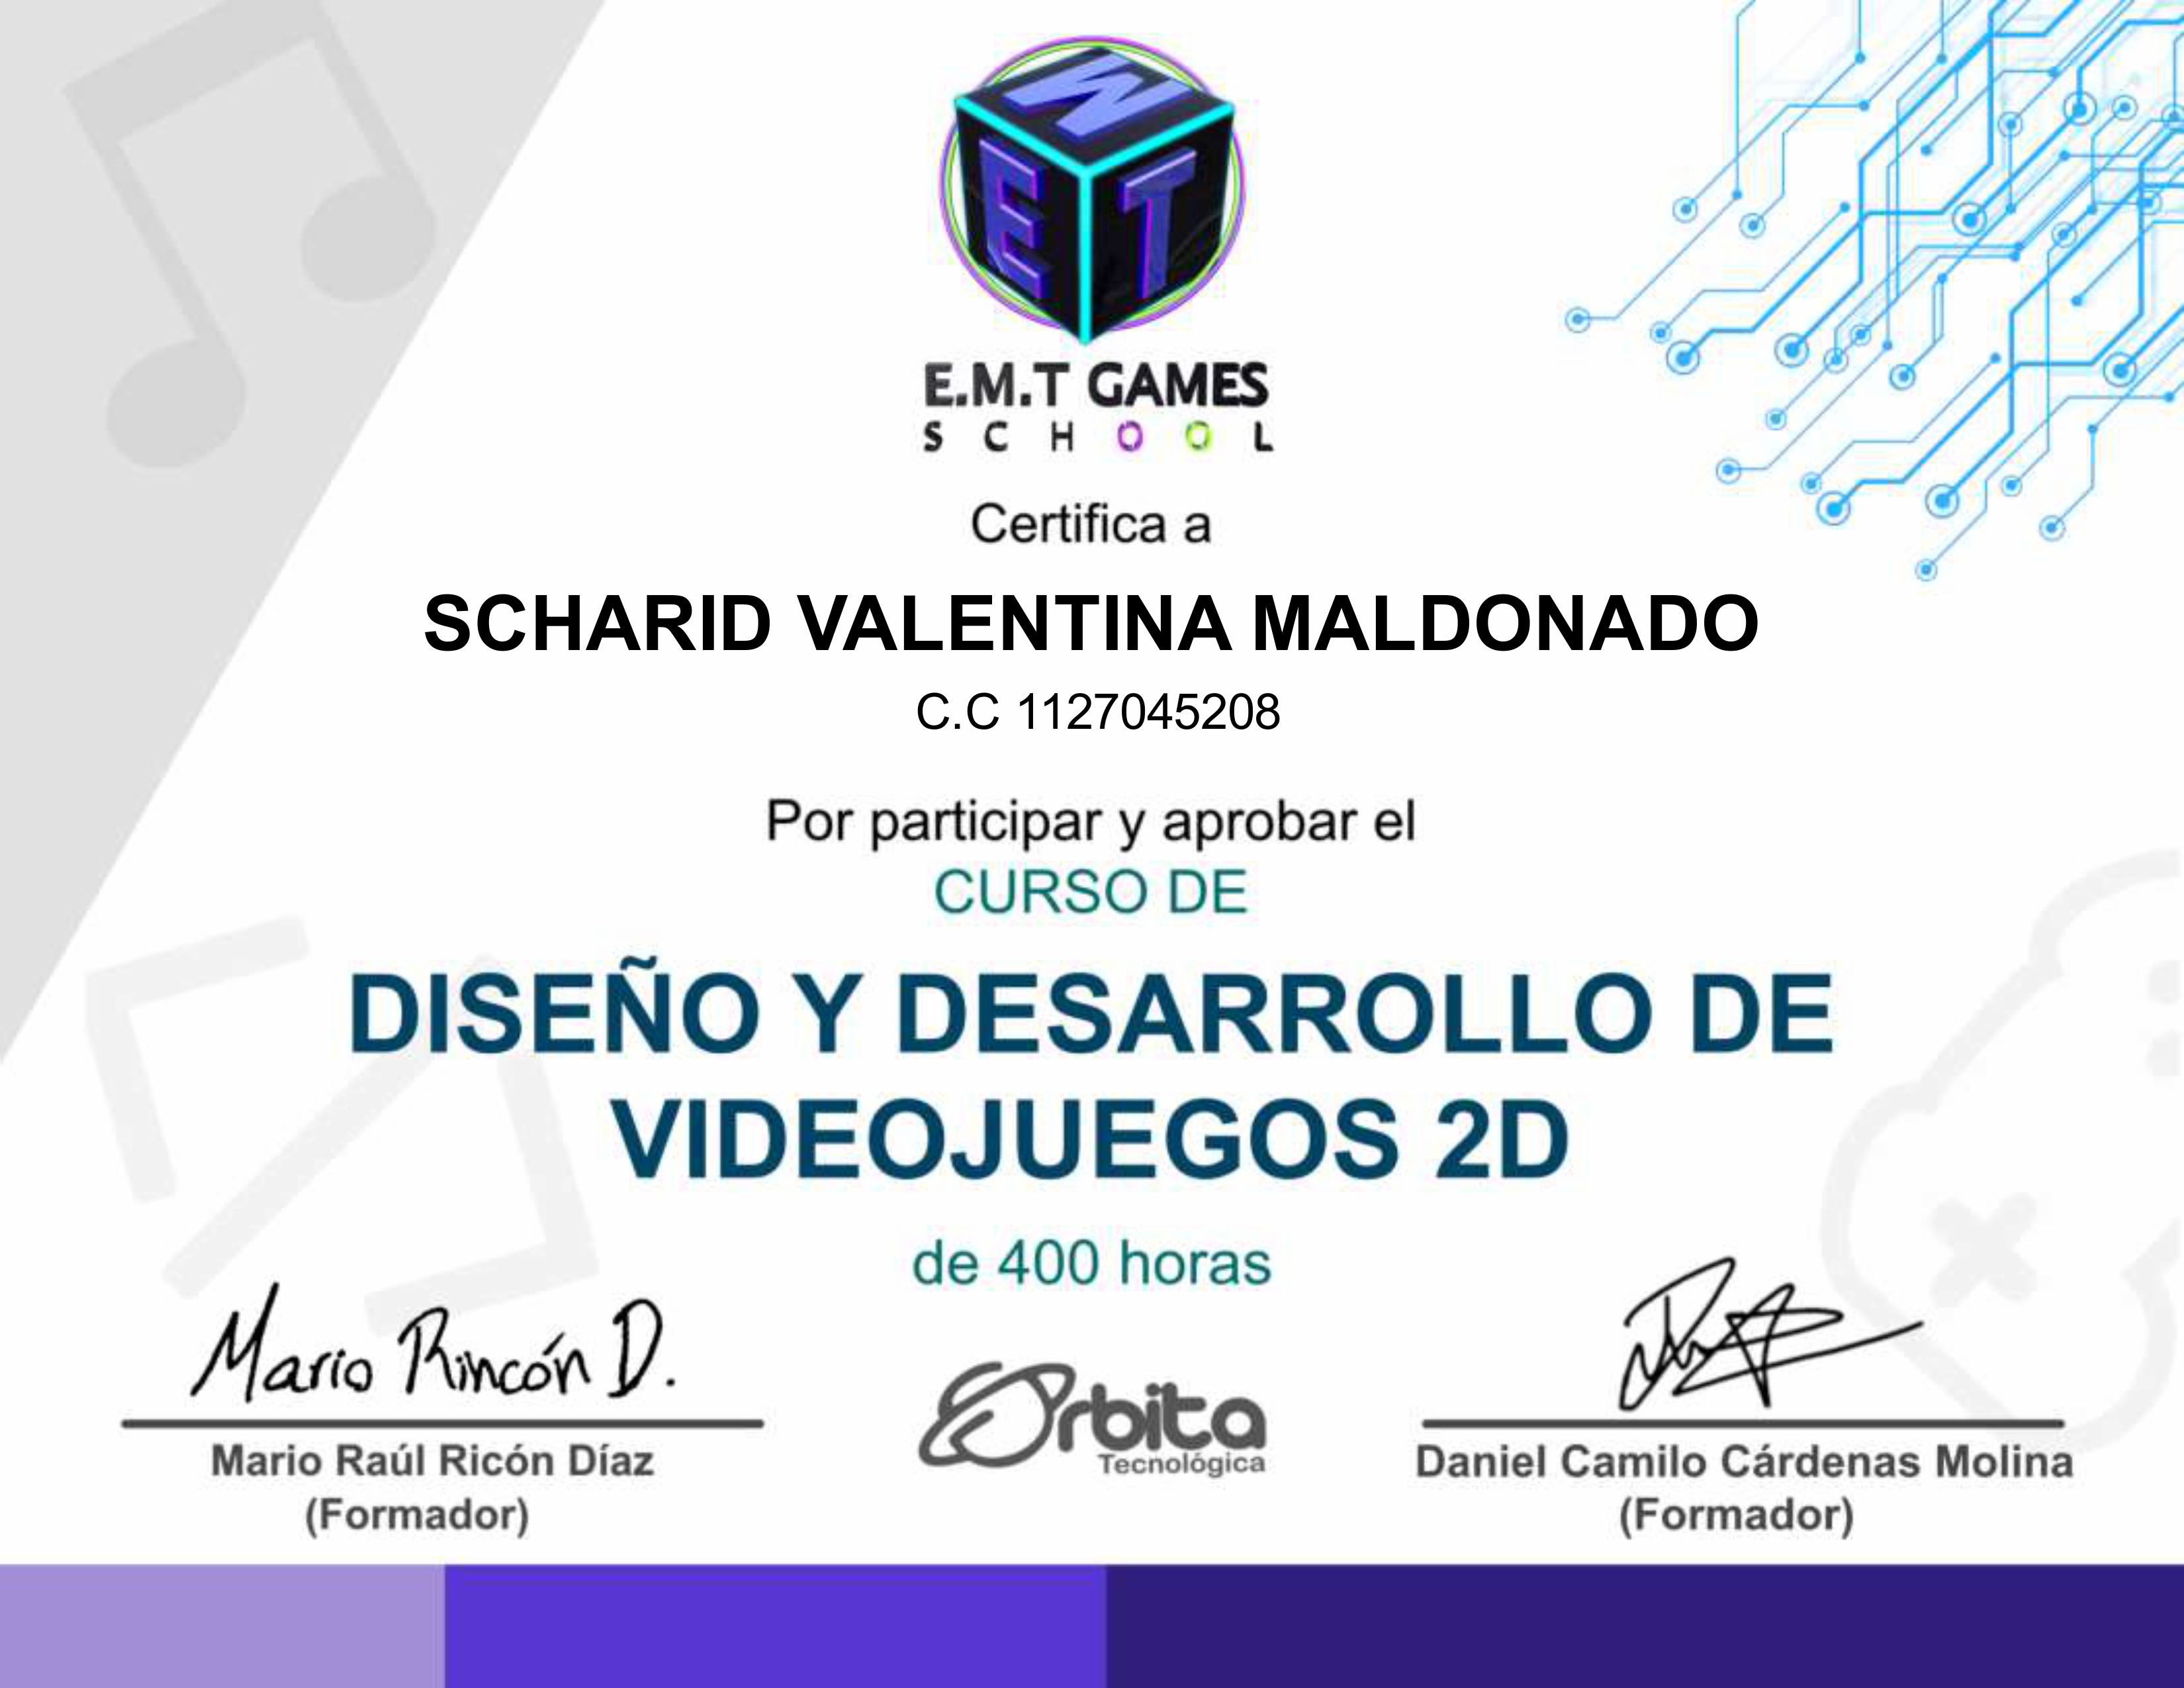 M
E T
E.M.T GAMES
SCHOOL
Certifica a
SCHARID VALENTINA MALDONADO
C.C 1127045208
Por participar y aprobar el
CURSO DE
DISEÑO Y DESARROLLO DE
VIDEOJUEGOS 2D
de 400 horas
Mario Rincón D.
Órbita
Tecnológica
Mario Raúl Ricón Díaz
(Formador)
Daniel Camilo Cárdenas Molina
(Formador)